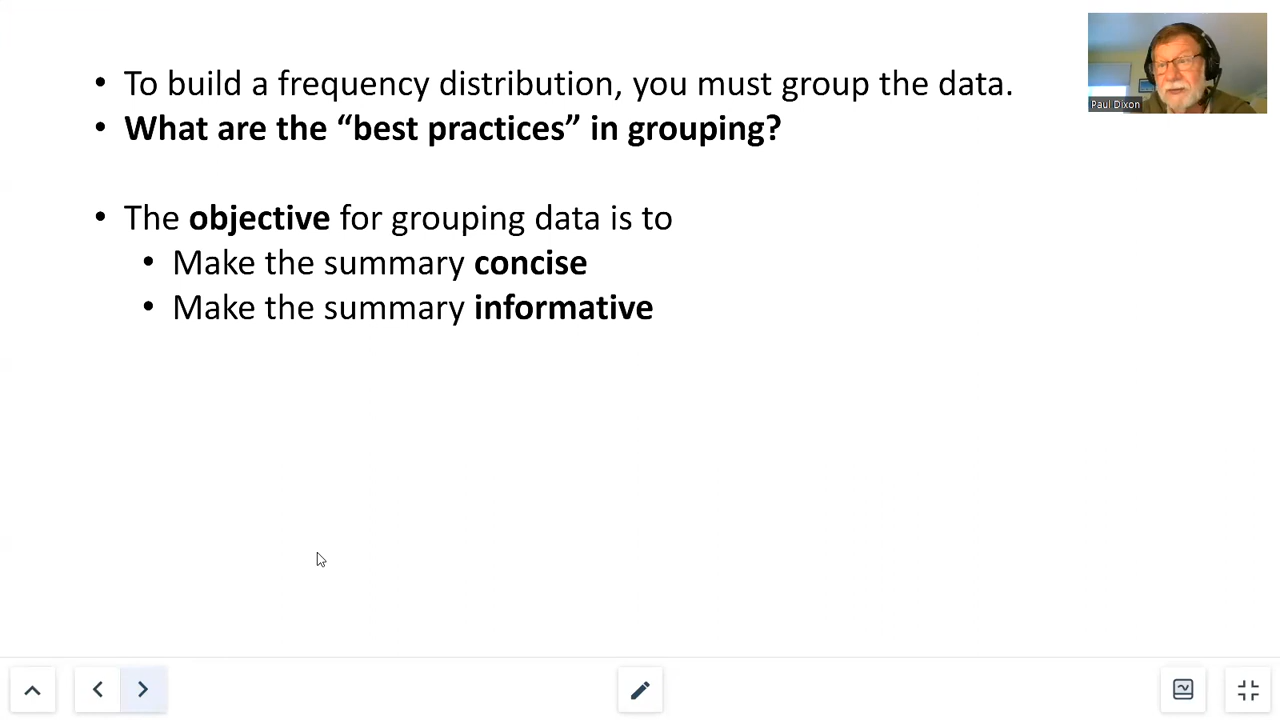 • To build a frequency distribution, you must group the data.
• What are the “best practices” in grouping?
• The objective for grouping data is to
• Make the summary concise
• Make the summary informative
Paul Dixon